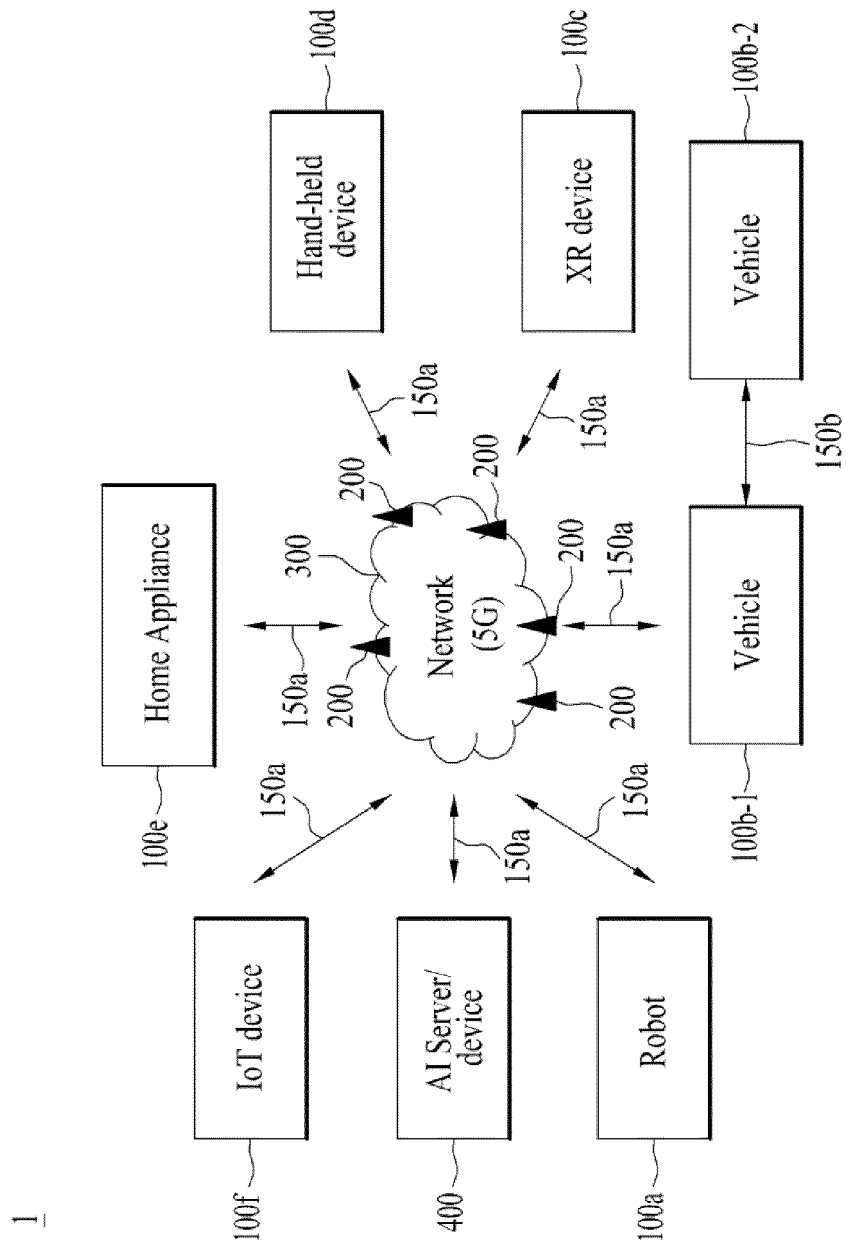 1
100e
Home Appliance
100f
IoT device
150a
150a
200
300
200
Hand-held
device
100d
150a
400
AI Server/
device
150a
Network
(5G)
200
150a
XR device
100c
200
200
150a
150a
100a
Robot
100b-1
Vehicle
150b
Vehicle
100b-2